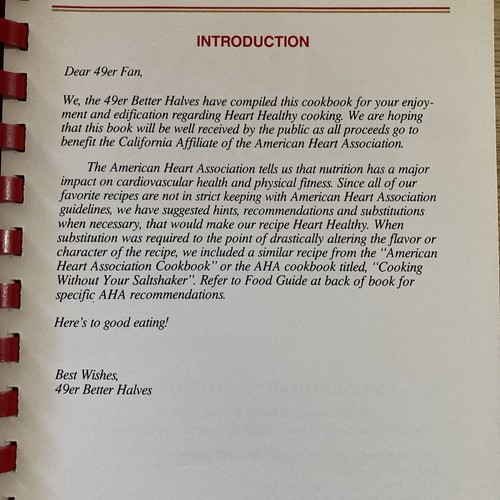 INTRODUCTION
Dear 49er Fan,
We, the 49er Better Halves have compiled this cookbook for your enjoy-
ment and edification regarding Heart Healthy cooking. We are hoping
that this book will be well received by the public as all proceeds go to
benefit the California Affiliate of the American Heart Association.
The American Heart Association tells us that nutrition has a major
impact on cardiovascular health and physical fitness. Since all of our
favorite recipes are not in strict keeping with American Heart Association
guidelines, we have suggested hints, recommendations and substitutions
when necessary, that would make our recipe Heart Healthy. When
substitution was required to the point of drastically altering the flavor or
character of the recipe, we included a similar recipe from the "American
Heart Association Cookbook" or the AHA cookbook titled, "Cooking
Without Your Saltshaker". Refer to Food Guide at back of book for
specific AHA recommendations.
Here's to good eating!
Best Wishes,
49er Better Halves